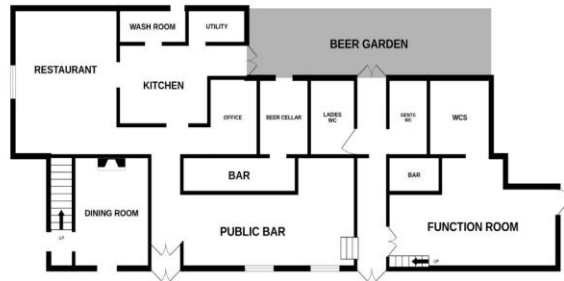 WASH ROOM
UTILITY
BEER GARDEN
RESTAURANT
KITCHEN
OFFICE
BEER CELLAR
LADIES
WC
GENTS
WC
WCS
BAR
BAR
DINING ROOM
PUBLIC BAR
FUNCTION ROOM
UP
UP